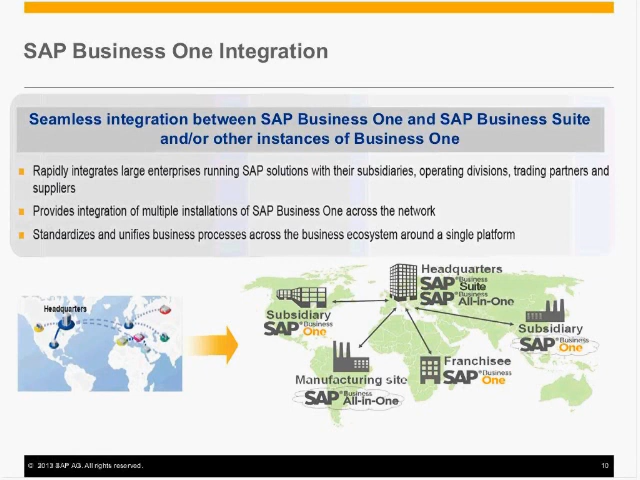 SAP Business One Integration
Seamless integration between SAP Business One and SAP Business Suite
and/or other instances of Business One
Rapidly integrates large enterprises running SAP solutions with their subsidiaries, operating divisions, trading partners and
suppliers
Provides integration of multiple installations of SAP Business One across the network
Standardizes and unifies business processes across the business ecosystem around a single platform
Headquarters
Headquarters
SAP® Business Suite
SAP® Business All-in-One
Subsidiary
SAP® Business One
Subsidiary
SAP® Business One
Franchisee
SAP® Business One
Manufacturing site
SAP® Business All-in-One
© 2013 SAP AG. All rights reserved.
10